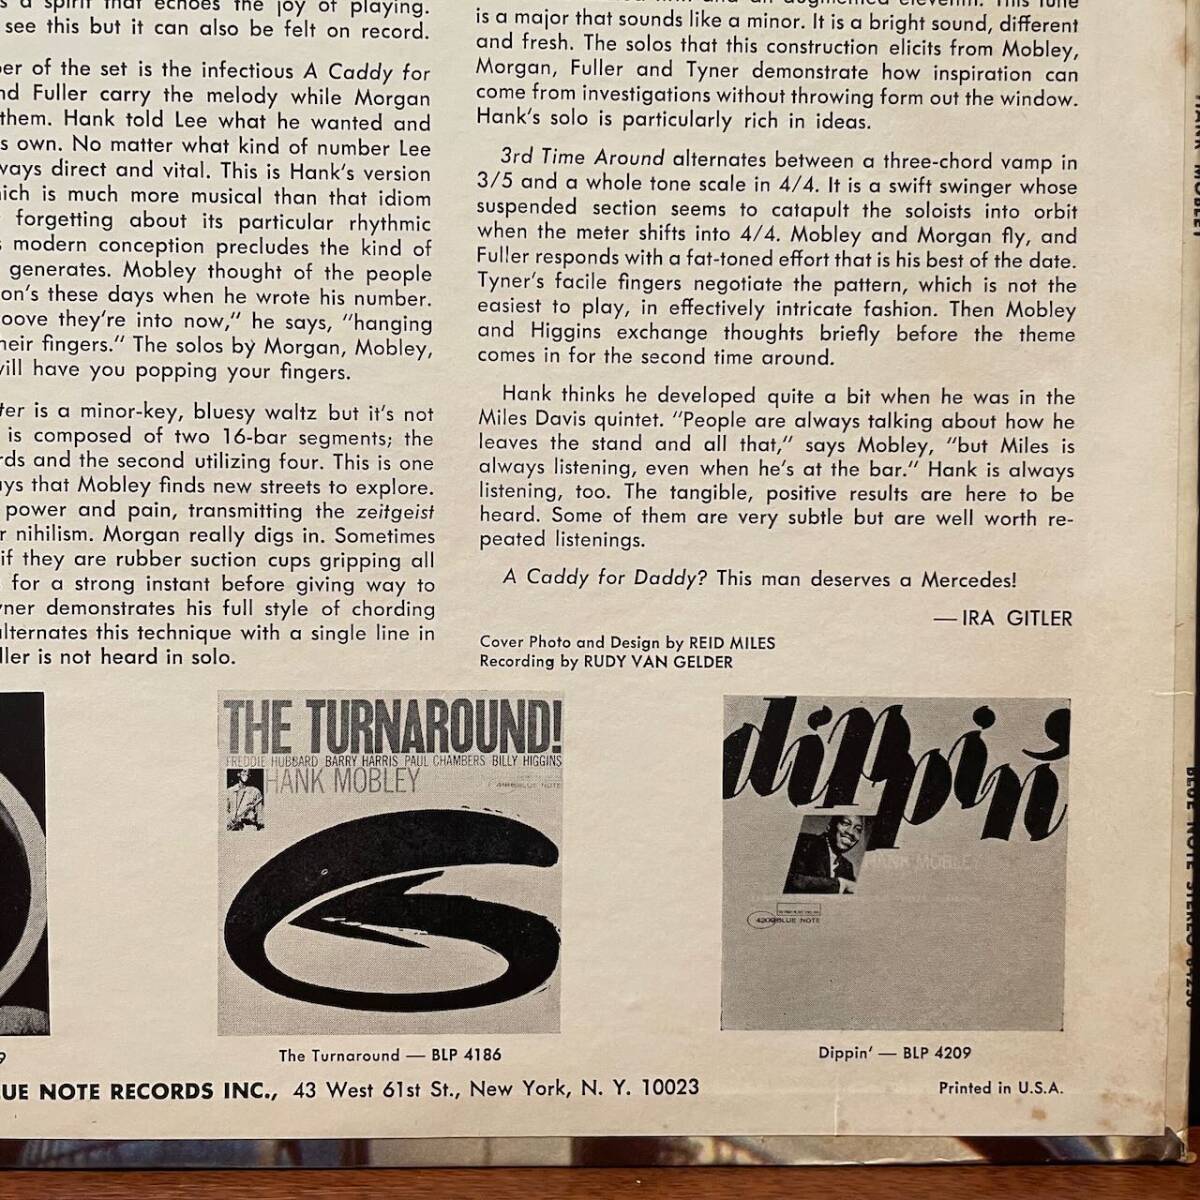 s a spirit that echoes the joy of playing.
see this but it can also be felt on record.
er of the set is the infectious A Caddy for
nd Fuller carry the melody while Morgan
them. Hank told Lee what he wanted and
s own. No matter what kind of number Lee
ways direct and vital. This is Hank's version
ich is much more musical than that idiom
forgetting about its particular rhythmic
s modern conception precludes the kind of
generates. Mobley thought of the people
on's these days when he wrote his number.
oove they're into now," he says, "hanging
heir fingers." The solos by Morgan, Mobley,
vill have you popping your fingers.
ter is a minor-key, bluesy waltz but it's not
is composed of two 16-bar segments; the
rds and the second utilizing four. This is one
ys that Mobley finds new streets to explore.
power and pain, transmitting the zeitgeist
r nihilism. Morgan really digs in. Sometimes
if they are rubber suction cups gripping all
for a strong instant before giving way to
yner demonstrates his full style of chording
alternates this technique with a single line in
ller is not heard in solo.
and an augmented eleventh. This tune
is a major that sounds like a minor. It is a bright sound, different
and fresh. The solos that this construction elicits from Mobley,
Morgan, Fuller and Tyner demonstrate how inspiration can
come from investigations without throwing form out the window.
Hank's solo is particularly rich in ideas.
3rd Time Around alternates between a three-chord vamp in
3/5 and a whole tone scale in 4/4. It is a swift swinger whose
suspended section seems to catapult the soloists into orbit
when the meter shifts into 4/4. Mobley and Morgan fly, and
Fuller responds with a fat-toned effort that is his best of the date.
Tyner's facile fingers negotiate the pattern, which is not the
easiest to play, in effectively intricate fashion. Then Mobley
and Higgins exchange thoughts briefly before the theme
comes in for the second time around.
Hank thinks he developed quite a bit when he was in the
Miles Davis quintet. "People are always talking about how he
leaves the stand and all that," says Mobley, "but Miles is
always listening, even when he's at the bar." Hank is always
listening, too. The tangible, positive results are here to be
heard. Some of them are very subtle but are well worth re-
peated listenings.
A Caddy for Daddy? This man deserves a Mercedes!
— IRA GITLER
Cover Photo and Design by REID MILES
Recording by RUDY VAN GELDER
THE TURNAROUND!
FREDDIE HUBBARD BARRY HARRIS PAUL CHAMBERS BILLY HIGGINS
HANK MOBLEY
BLUE NOTE
dippin'
HANK MOBLEY
4209 BLUE NOTE
9
The Turnaround — BLP 4186
Dippin' — BLP 4209
UE NOTE RECORDS INC., 43 West 61st St., New York, N. Y. 10023
Printed in U.S.A.
HANK MOBLEY
BLUE NOTE STEREO 84230